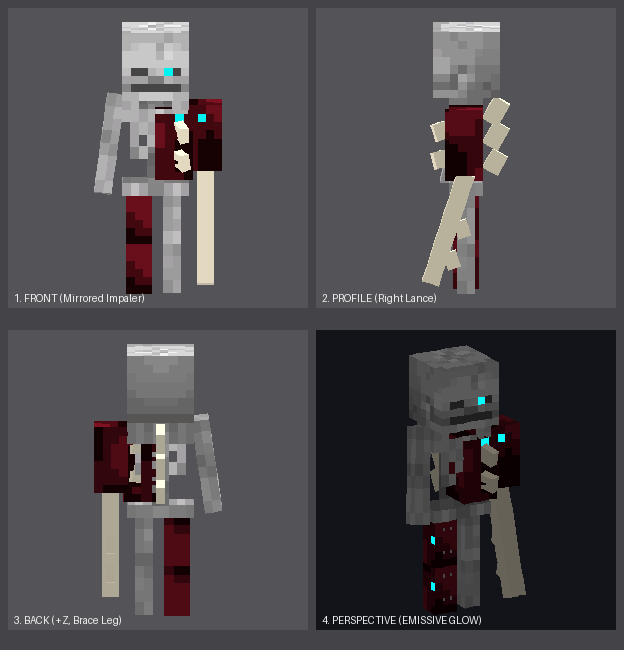 1. FRONT (Mirrored Impaler)
2. PROFILE (Right Lance)
3. BACK (+Z, Brace Leg)
4. PERSPECTIVE (EMISSIVE GLOW)